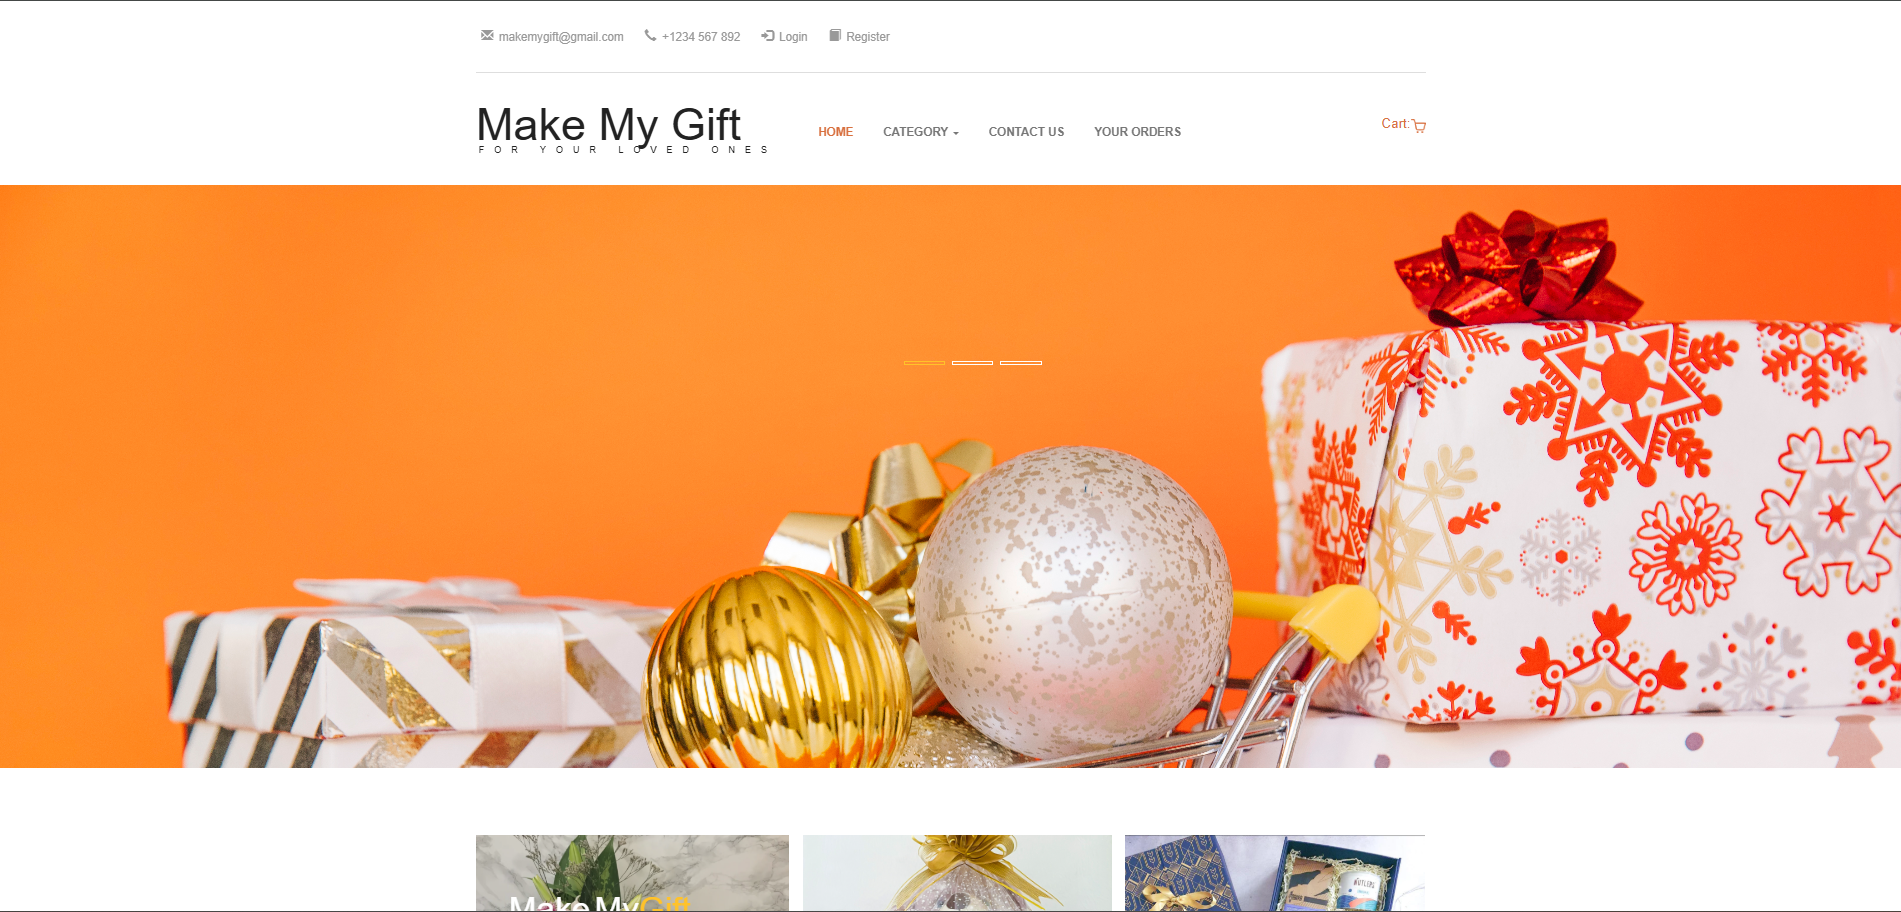 makemygift@gmail.com +1234 567 892 Login Register
Make My Gift
FOR YOUR LOVED ONES
HOME CATEGORY CONTACT US YOUR ORDERS
Cart:
Make My Gift